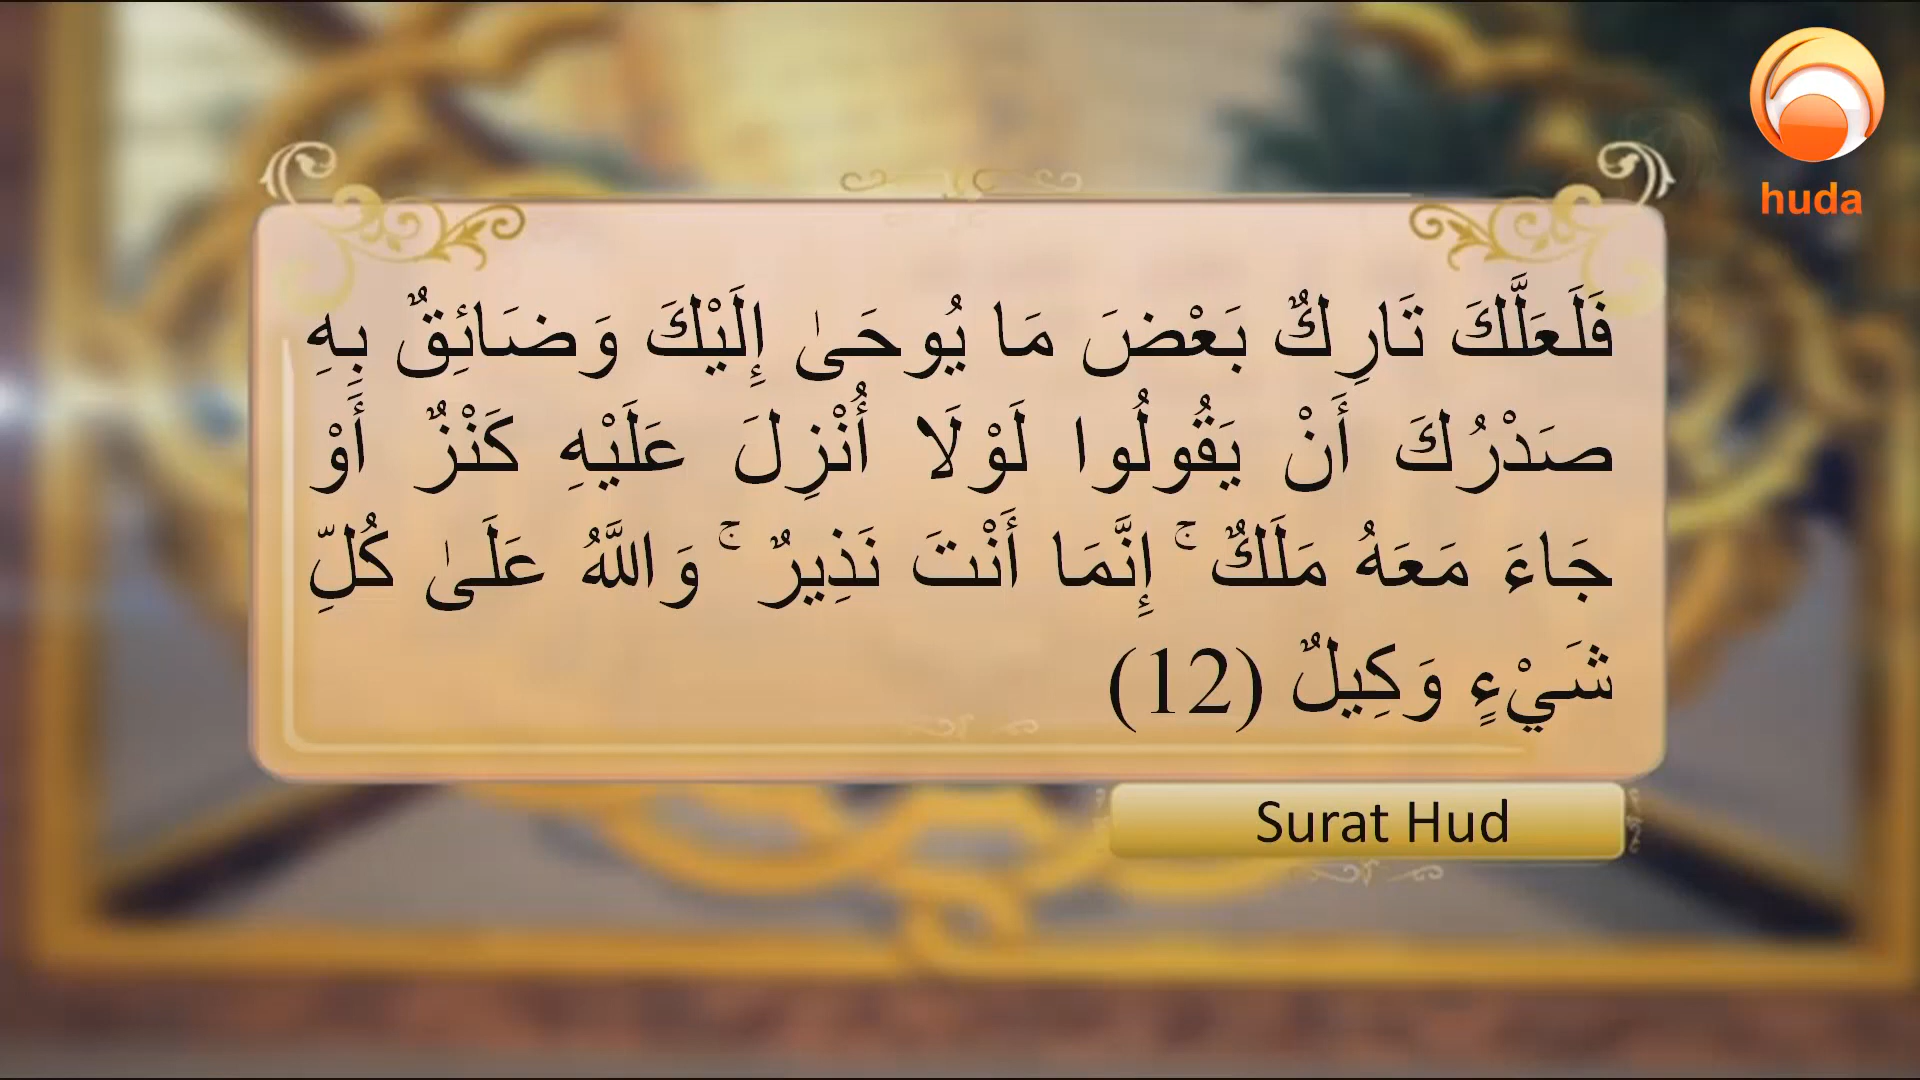 huda
فَلَعَلَّكَ تَارِكٌ بَعْضَ مَا يُوحَىٰ إِلَيْكَ وَضَائِقٌ بِهِ
صَدْرُكَ أَنْ يَقُولُوا لَوْلَا أُنْزِلَ عَلَيْهِ كَنْزٌ أَوْ
جَاءَ مَعَهُ مَلَكٌ ۚ إِنَّمَا أَنْتَ نَذِيرٌ ۚ وَاللَّهُ عَلَىٰ كُلِّ
شَيْءٍ وَكِيلٌ (12)
Surat Hud